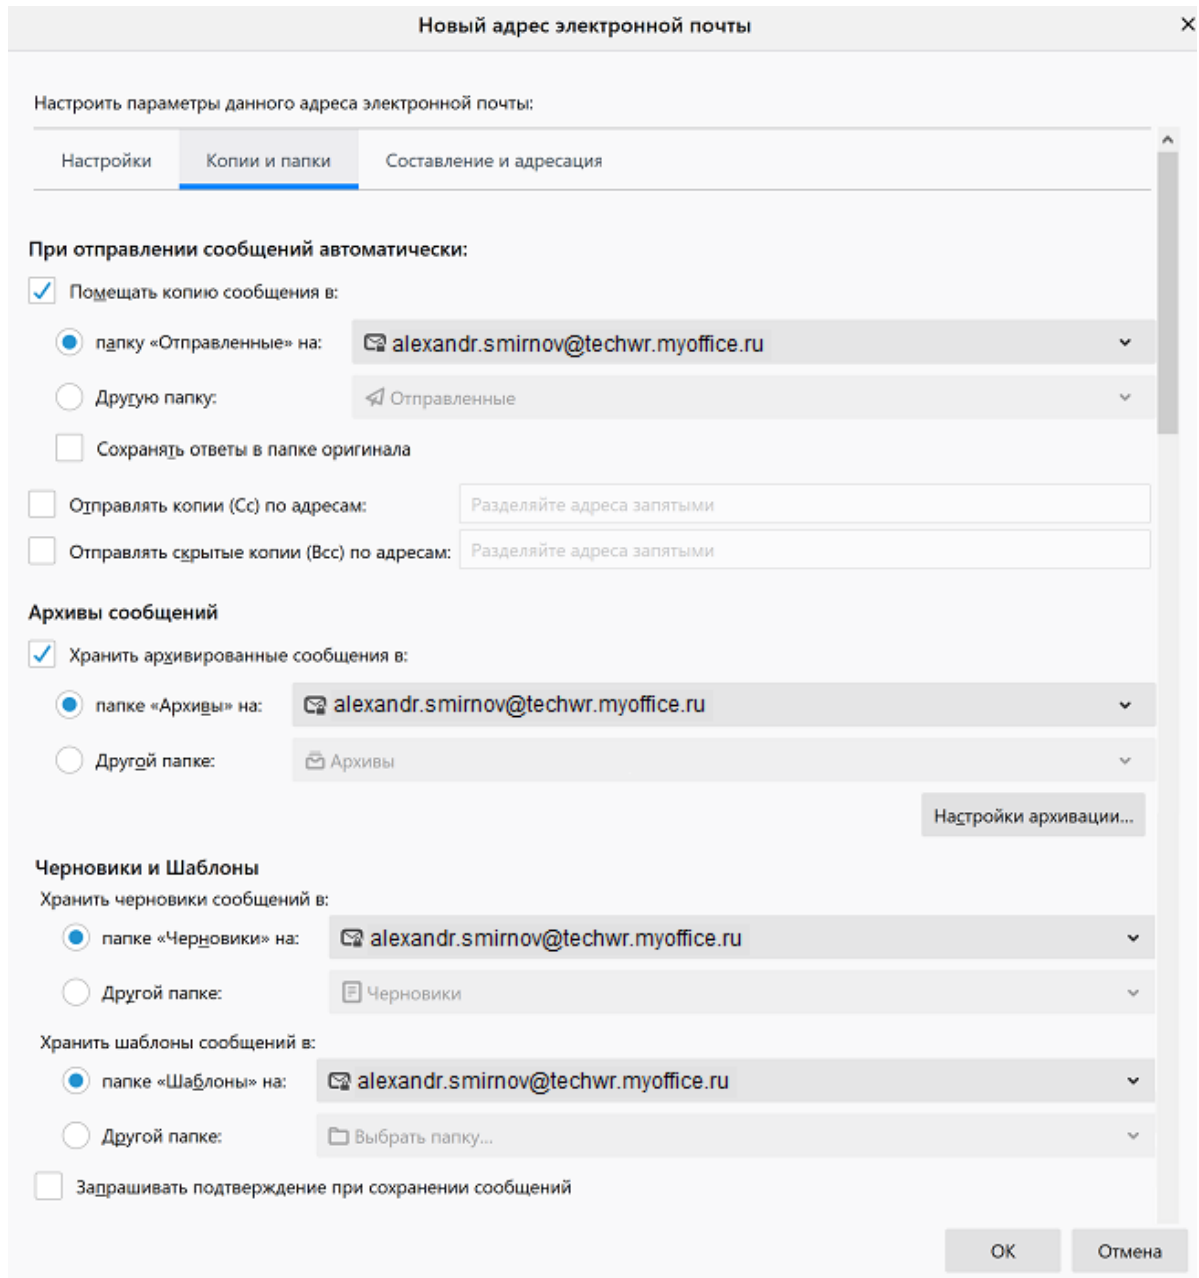 Новый адрес электронной почты
Настроить параметры данного адреса электронной почты:
Настройки Копии и папки Составление и адресация
При отправлении сообщений автоматически:
Помещать копию сообщения в:
папку «Отправленные» на: alexandr.smirnov@techwr.myoffice.ru
Другую папку: Отправленные
Сохранять ответы в папке оригинала
Отправлять копии (Cc) по адресам: Разделяйте адреса запятыми
Отправлять скрытые копии (Bcc) по адресам: Разделяйте адреса запятыми
Архивы сообщений
Хранить архивированные сообщения в:
папке «Архивы» на: alexandr.smirnov@techwr.myoffice.ru
Другой папке: Архивы
Настройки архивации...
Черновики и Шаблоны
Хранить черновики сообщений в:
папке «Черновики» на: alexandr.smirnov@techwr.myoffice.ru
Другой папке: Черновики
Хранить шаблоны сообщений в:
папке «Шаблоны» на: alexandr.smirnov@techwr.myoffice.ru
Другой папке: Выбрать папку...
Запрашивать подтверждение при сохранении сообщений
ОК Отмена